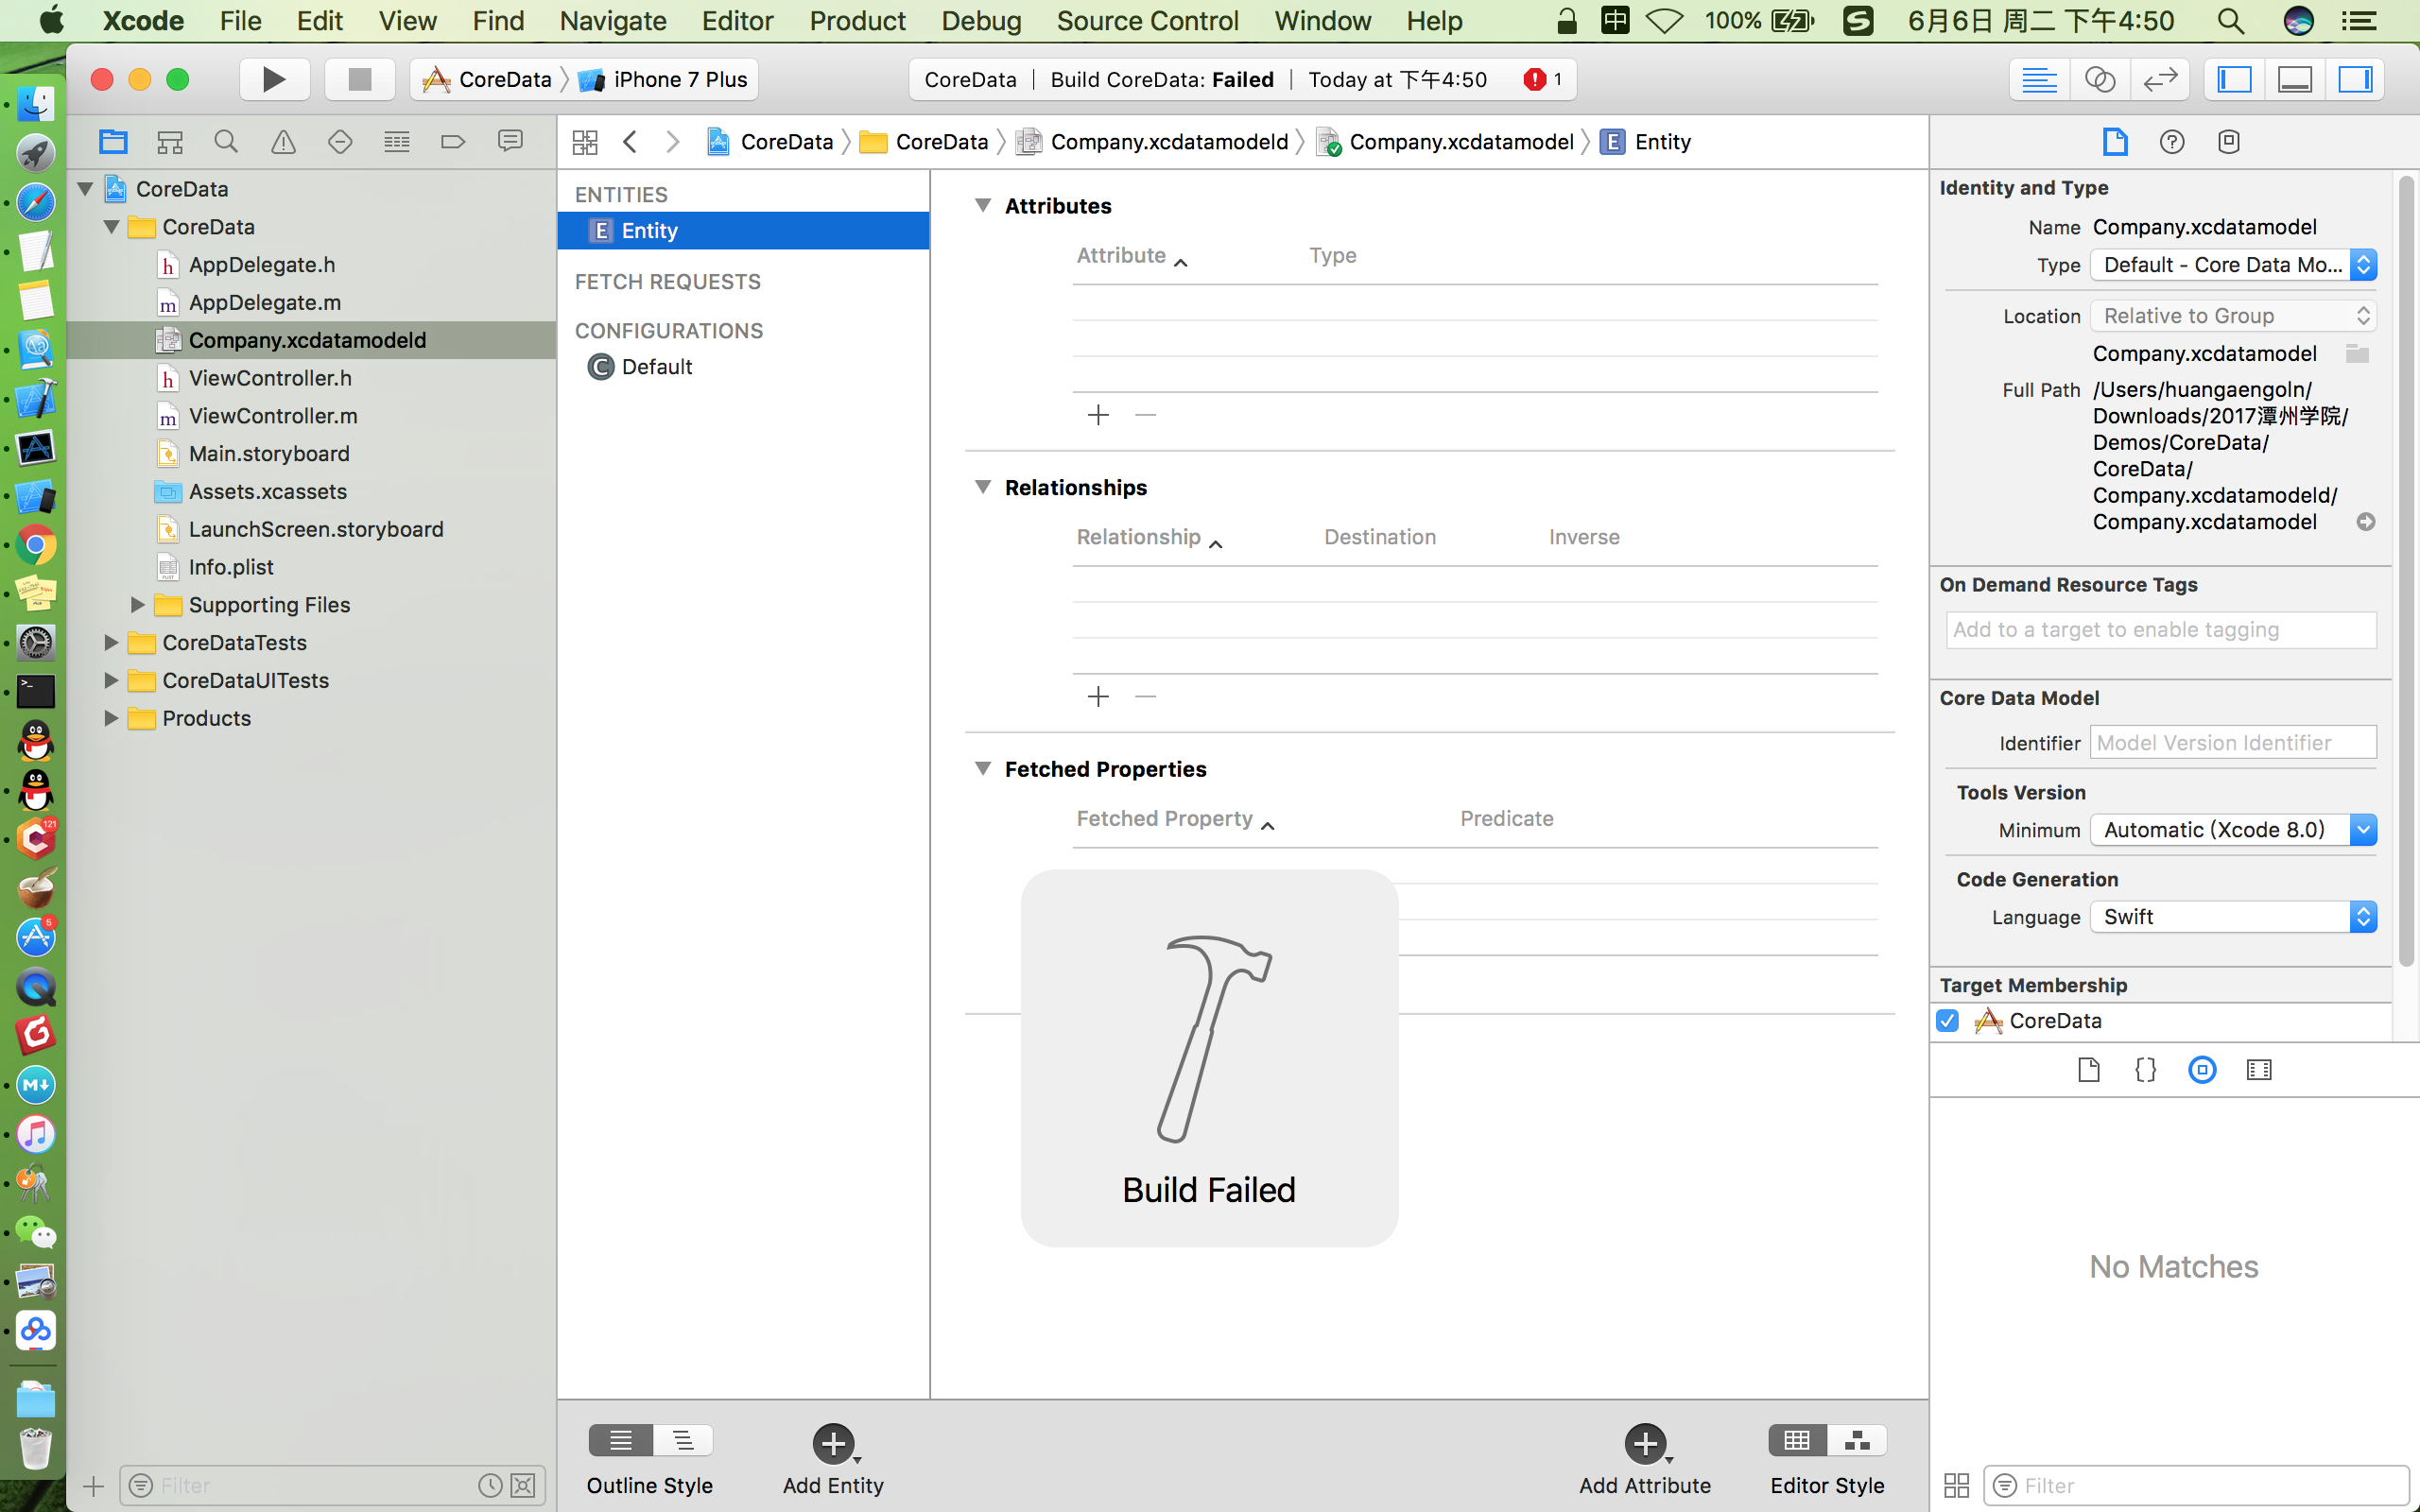 Xcode File Edit View Find Navigate Editor Product Debug Source Control Window Help 中 100% S 6月6日 周二 下午4:50
CoreData 〉 iPhone 7 Plus
CoreData | Build CoreData: Failed | Today at 下午4:50 1
CoreData 〉 CoreData 〉 Company.xcdatamodeld 〉 Company.xcdatamodel 〉 E Entity
CoreData
CoreData
h AppDelegate.h
m AppDelegate.m
Company.xcdatamodeld
h ViewController.h
m ViewController.m
Main.storyboard
Assets.xcassets
LaunchScreen.storyboard
Info.plist
Supporting Files
CoreDataTests
CoreDataUITests
Products
Filter
ENTITIES
E Entity
FETCH REQUESTS
CONFIGURATIONS
C Default
Attributes
Attribute Type
Relationships
Relationship Destination Inverse
Fetched Properties
Fetched Property Predicate
Build Failed
Outline Style
Add Entity
Add Attribute
Editor Style
Identity and Type
Name Company.xcdatamodel
Type Default - Core Data Mo...
Location Relative to Group
Company.xcdatamodel
Full Path /Users/huangaengoln/
Downloads/2017潭州学院/
Demos/CoreData/
CoreData/
Company.xcdatamodeld/
Company.xcdatamodel
On Demand Resource Tags
Add to a target to enable tagging
Core Data Model
Identifier Model Version Identifier
Tools Version
Minimum Automatic (Xcode 8.0)
Code Generation
Language Swift
Target Membership
CoreData
No Matches
Filter
121
5
M